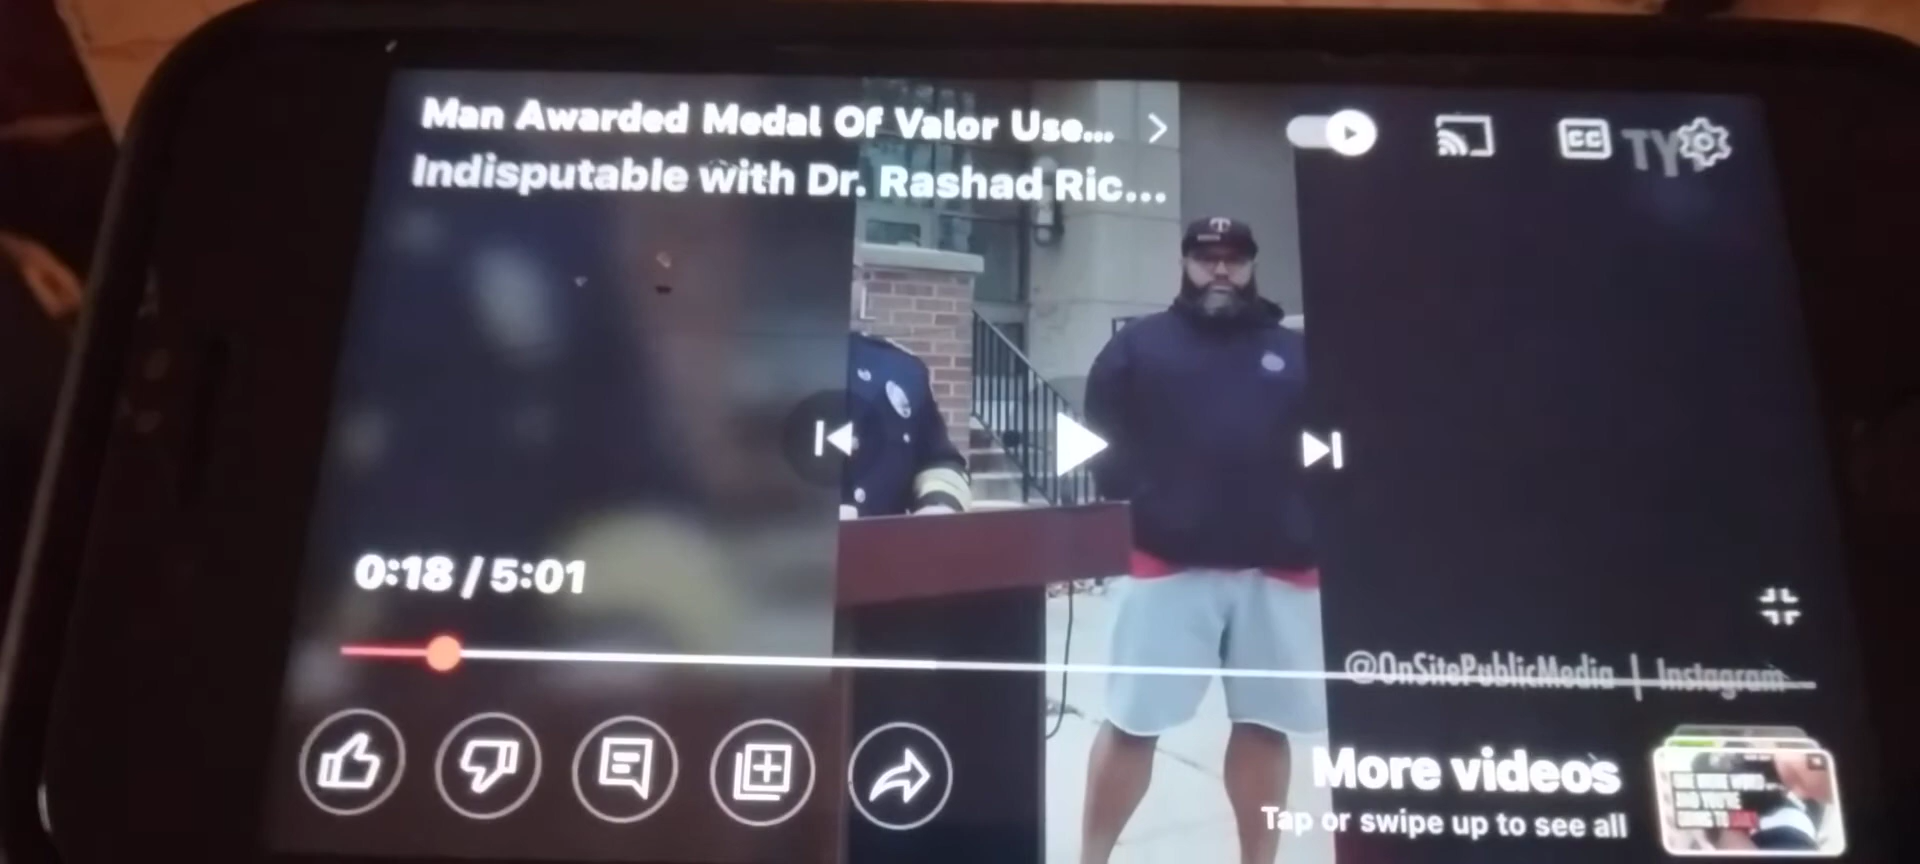 Man Awarded Medal Of Valor Use...
Indisputable with Dr. Rashad Ric...
CC
TY
T
0:18 / 5:01
@OnSitePublicMedia | Instagram
More videos
Tap or swipe up to see all